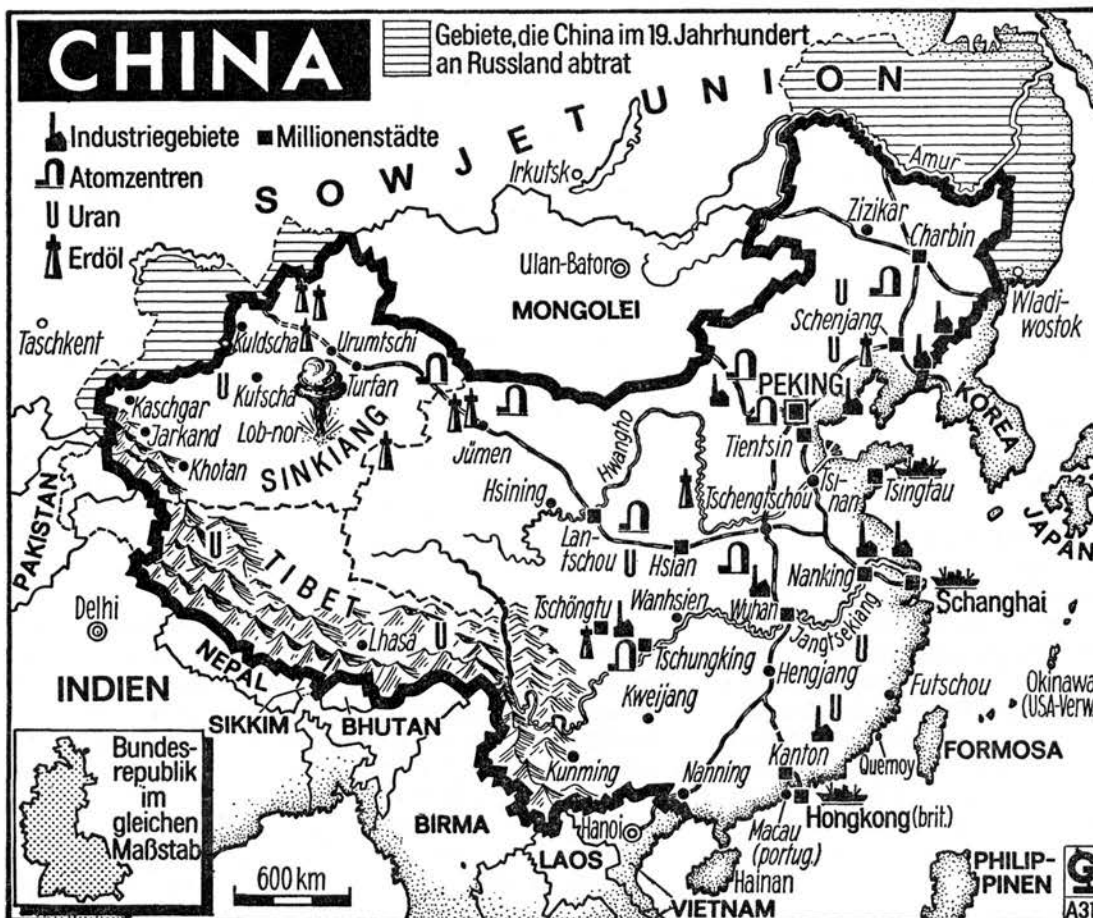 CHINA
Gebiete, die China im 19. Jahrhundert
an Russland abtrat
Industriegebiete
Millionenstädte
Atomzentren
Uran
Erdöl
SOWJETUNION
Irkutsk
Amur
Zizikar
Charbin
Ulan-Bator
MONGOLEI
Wladi-
wostok
Schenjang
Taschkent
Kuldscha
Urumtschi
Turfan
Kutscha
Kaschgar
Jarkand
Lob-nor
SINKIANG
Khotan
Jümen
PEKING
KOREA
Tientsin
Hwangho
Hsining
Tschengtschou
Tsi-
nan
Tsingtau
JAPAN
PAKISTAN
Lan-
tschou
Hsian
Nanking
Schanghai
TIBET
Delhi
Lhasa
Tschöngtu
Wanhsien
Wuhan
Jangtsekiang
Tschungking
Hengjang
NEPAL
INDIEN
Kweijang
Futschou
Okinawa
(USA-Verw
SIKKIM
BHUTAN
FORMOSA
Bundes-
republik
im
gleichen
Maßstab
Kunming
Nanning
Kanton
Quemoy
BIRMA
Hanoi
Macau
(portug.)
Hongkong (brit.)
LAOS
Hainan
600 km
VIETNAM
PHILIP-
PINEN
G
A31